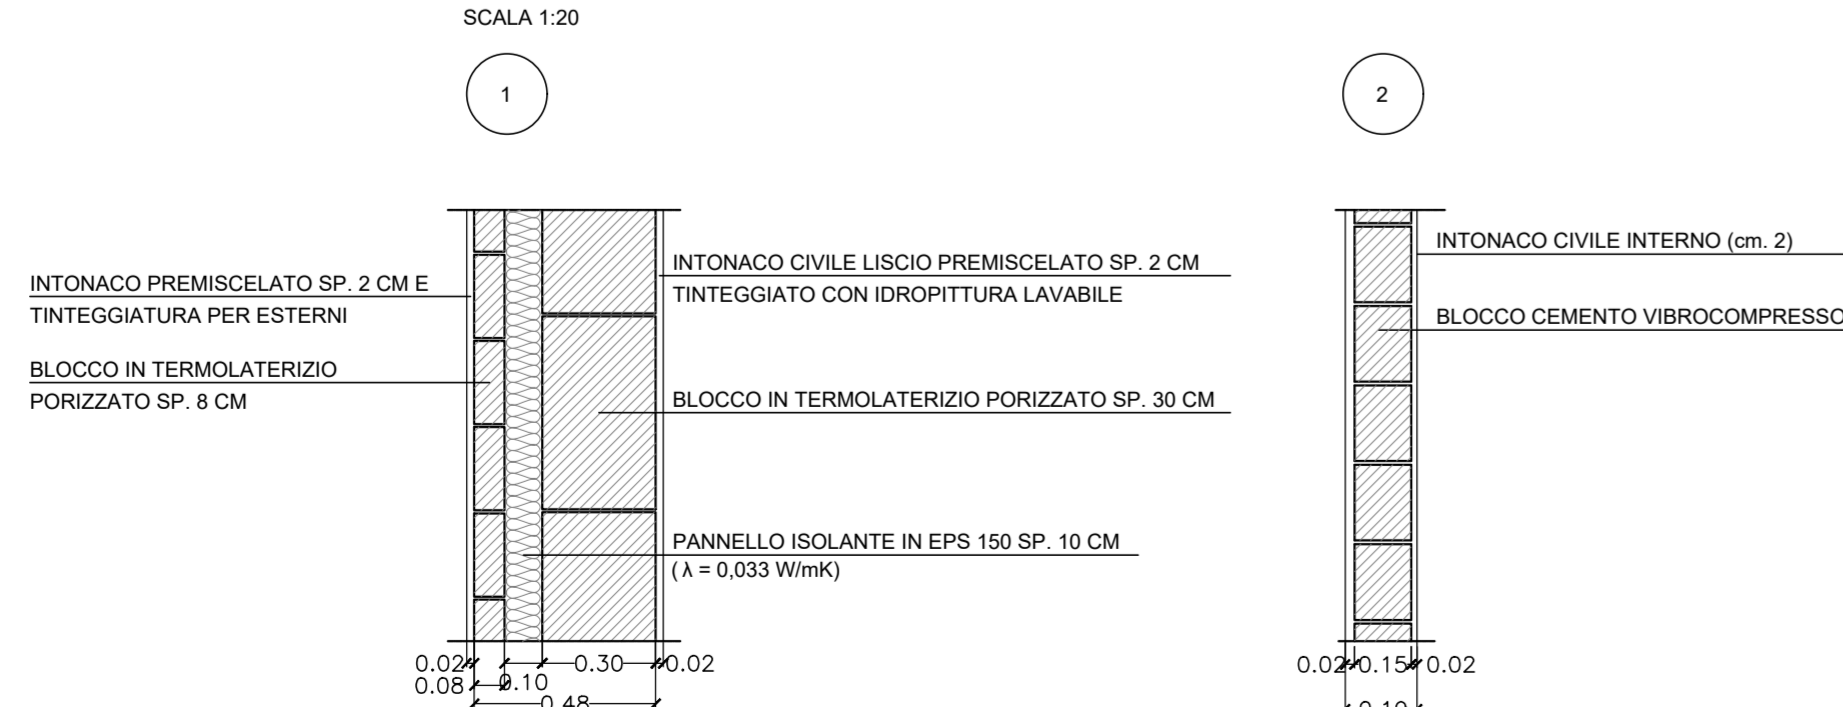 SCALA 1:20
1
2
INTONACO PREMISCELATO SP. 2 CM E
TINTEGGIATURA PER ESTERNI
BLOCCO IN TERMOLATERIZIO
PORIZZATO SP. 8 CM
INTONACO CIVILE LISCIO PREMISCELATO SP. 2 CM
TINTEGGIATO CON IDROPITTURA LAVABILE
BLOCCO IN TERMOLATERIZIO PORIZZATO SP. 30 CM
PANNELLO ISOLANTE IN EPS 150 SP. 10 CM
( λ = 0,033 W/mK)
0.02 0.30 0.02
0.08 0.10
0.48
INTONACO CIVILE INTERNO (cm. 2)
BLOCCO CEMENTO VIBROCOMPRESSO
0.02 0.15 0.02